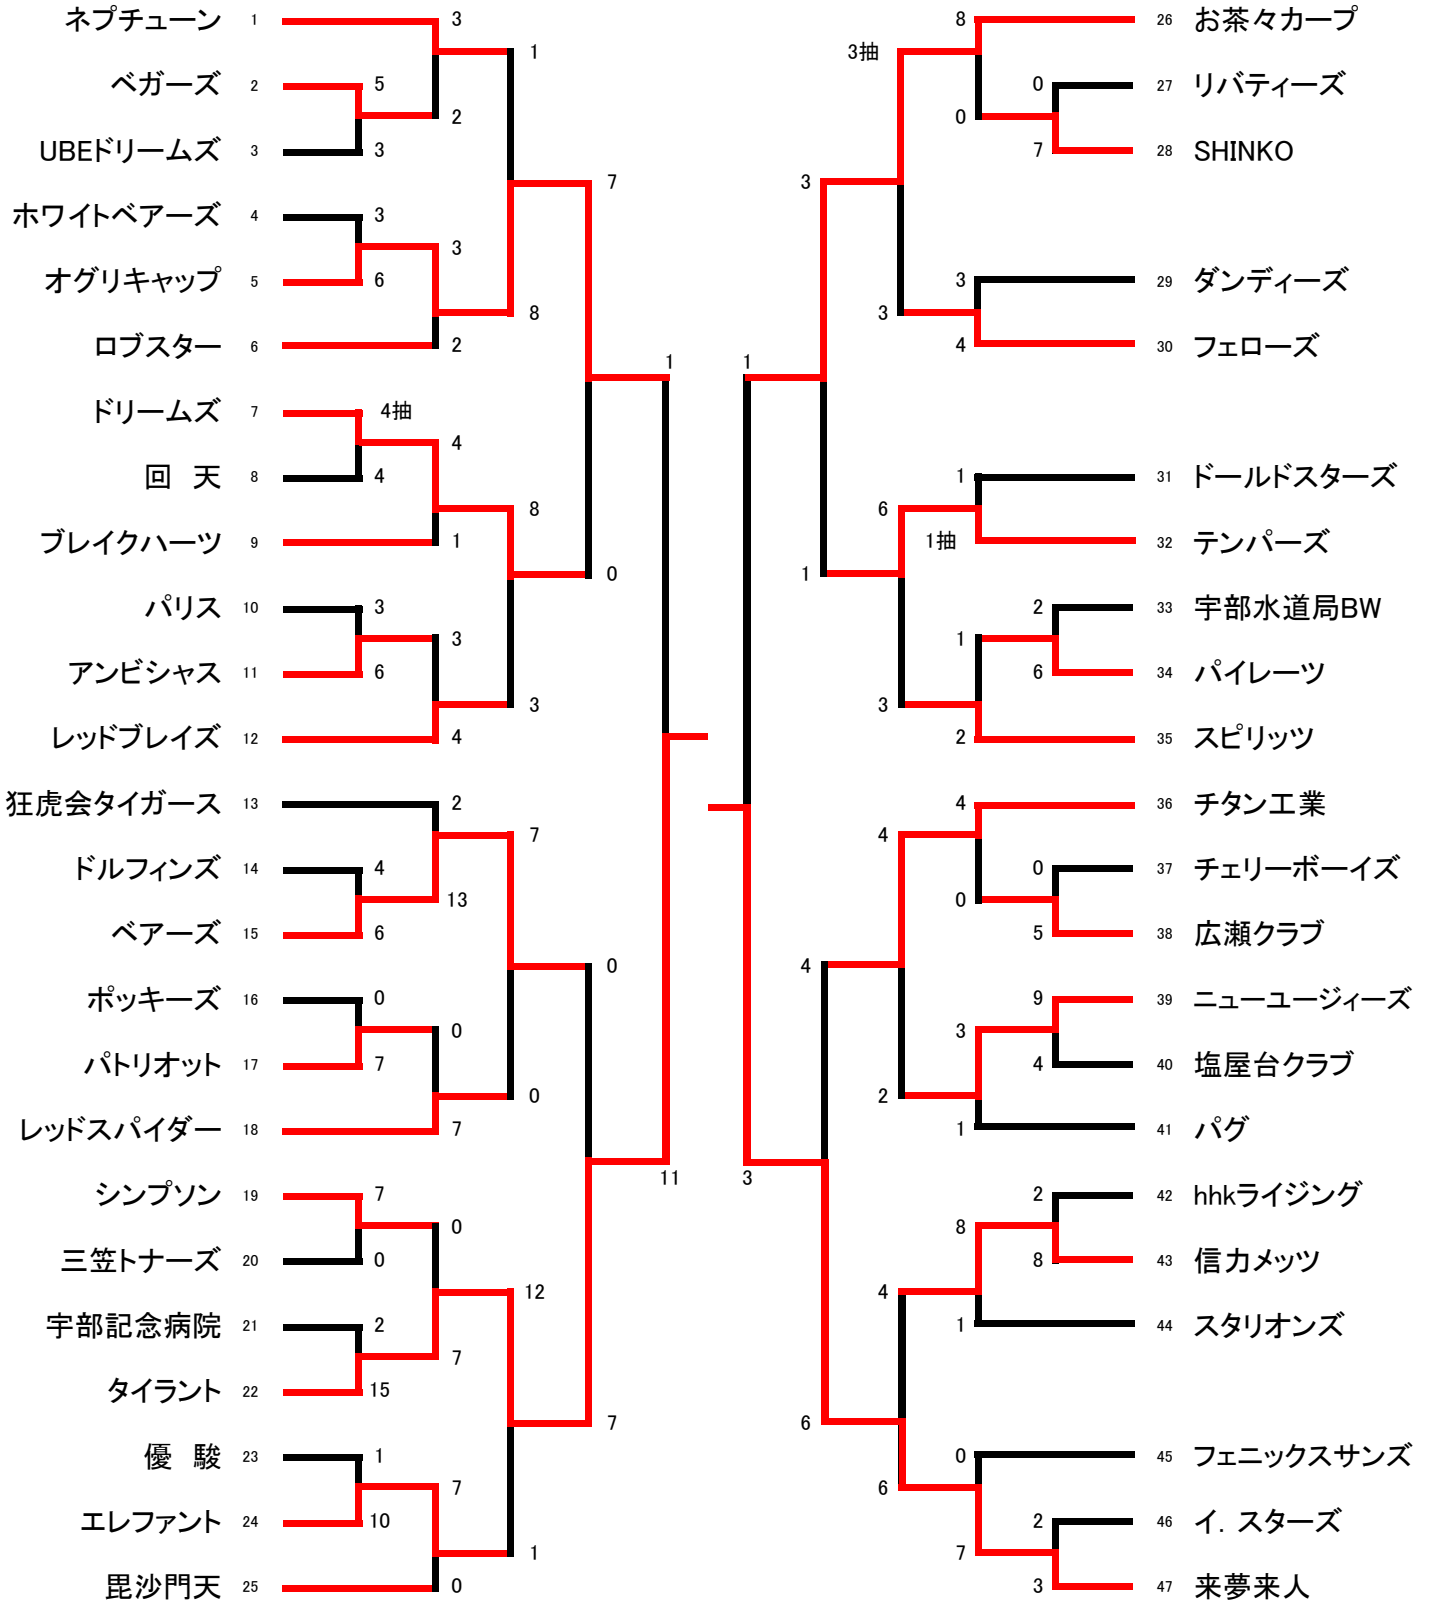 ネプチューン 1 3
1
ベガーズ 2 5
2
UBEドリームズ 3 3
7
ホワイトベアーズ 4 3
3
オグリキャップ 5 6
8
ロブスター 6 2
1
ドリームズ 7 4抽
4
回 天 8 4
8
ブレイクハーツ 9 1
0
パリス 10 3
3
アンビシャス 11 6
3
レッドブレイズ 12 4
狂虎会タイガース 13 2
7
ドルフィンズ 14 4
13
ベアーズ 15 6
0
ポッキーズ 16 0
0
パトリオット 17 7
0
レッドスパイダー 18 7
11
シンプソン 19 7
0
三笠トナーズ 20 0
12
宇部記念病院 21 2
7
タイラント 22 15
7
優 駿 23 1
7
エレファント 24 10
1
毘沙門天 25 0
8 26 お茶々カープ
3抽
0 27 リバティーズ
0
7 28 SHINKO
3
3 29 ダンディーズ
3
4 30 フェローズ
1
1 31 ドールドスターズ
6
1抽 32 テンパーズ
1
2 33 宇部水道局BW
1
6 34 パイレーツ
3
2 35 スピリッツ
4 36 チタン工業
4
0 37 チェリーボーイズ
0
5 38 広瀬クラブ
4
9 39 ニューユージィーズ
3
4 40 塩屋台クラブ
2
1 41 パグ
3
2 42 hhkライジング
8
8 43 信力メッツ
4
1 44 スタリオンズ
6
0 45 フェニックスサンズ
6
2 46 イ．スターズ
7
3 47 来夢来人